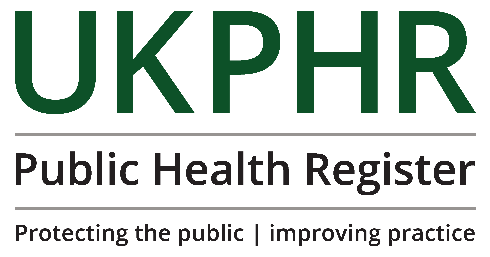 UKPHR
Public Health Register
Protecting the public | improving practice